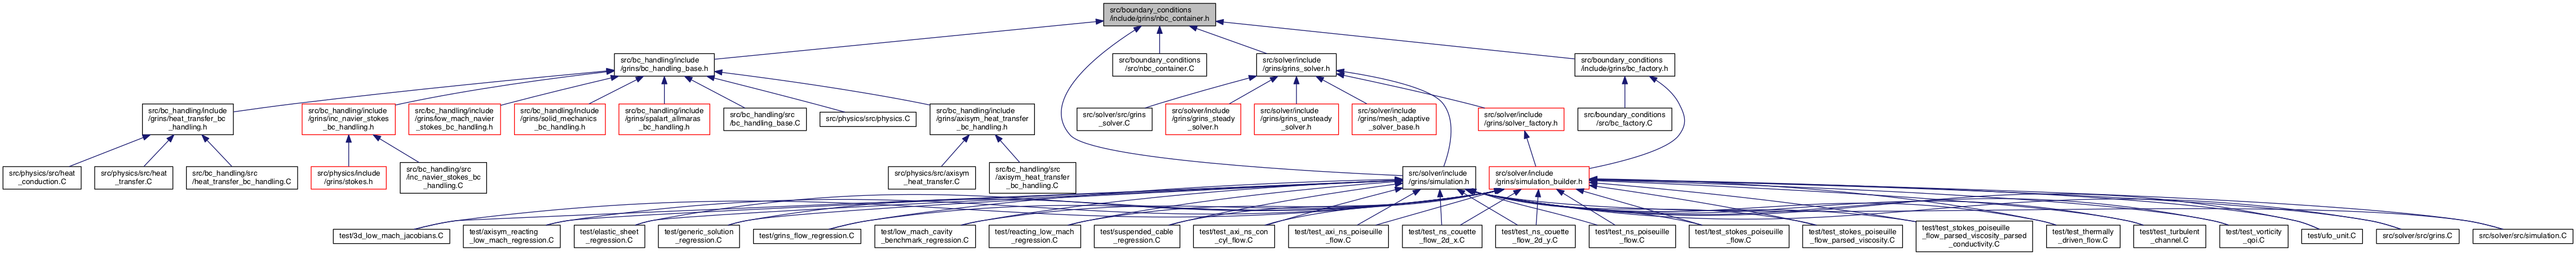 src/boundary_conditions
/include/grins/nbc_container.h
src/bc_handling/include
/grins/bc_handling_base.h
src/boundary_conditions
/src/nbc_container.C
src/solver/include
/grins/grins_solver.h
src/boundary_conditions
include/grins/bc_factory.h
src/bc_handling/include
/grins/heat_transfer_bc
_handling.h
src/bc_handling/include
/grins/inc_navier_stokes
_bc_handling.h
src/bc_handling/include
/grins/low_mach_navier
_stokes_bc_handling.h
src/bc_handling/include
/grins/solid_mechanics
_bc_handling.h
src/bc_handling/include
/grins/spalart_allmaras
_bc_handling.h
src/bc_handling/src
/bc_handling_base.C
src/physics/src/physics.C
src/bc_handling/include
/grins/axisym_heat_transfer
_bc_handling.h
src/solver/src/grins
_solver.C
src/solver/include
/grins/grins_steady
_solver.h
src/solver/include
/grins/grins_unsteady
_solver.h
src/solver/include
/grins/mesh_adaptive
_solver_base.h
src/solver/include
/grins/solver_factory.h
src/boundary_conditions
/src/bc_factory.C
src/physics/src/heat
_conduction.C
src/physics/src/heat
_transfer.C
src/bc_handling/src
/heat_transfer_bc_handling.C
src/physics/include
/grins/stokes.h
src/bc_handling/src
/inc_navier_stokes_bc
_handling.C
src/physics/src/axisym
_heat_transfer.C
src/bc_handling/src
/axisym_heat_transfer
_bc_handling.C
src/solver/include
/grins/simulation.h
src/solver/include
/grins/simulation_builder.h
test/3d_low_mach_jacobians.C
test/axisym_reacting
_low_mach_regression.C
test/elastic_sheet
_regression.C
test/generic_solution
_regression.C
test/grins_flow_regression.C
test/low_mach_cavity
_benchmark_regression.C
test/reacting_low_mach
_regression.C
test/suspended_cable
_regression.C
test/test_axi_ns_con
_cyl_flow.C
test/test_axi_ns_poiseuille
_flow.C
test/test_ns_couette
_flow_2d_x.C
test/test_ns_couette
_flow_2d_y.C
test/test_ns_poiseuille
_flow.C
test/test_stokes_poiseuille
_flow.C
test/test_stokes_poiseuille
_flow_parsed_viscosity.C
test/test_stokes_poiseuille
_flow_parsed_viscosity_parsed
_conductivity.C
test/test_thermally
_driven_flow.C
test/test_turbulent
_channel.C
test/test_vorticity
_qoi.C
test/ufo_unit.C
src/solver/src/grins.C
src/solver/src/simulation.C